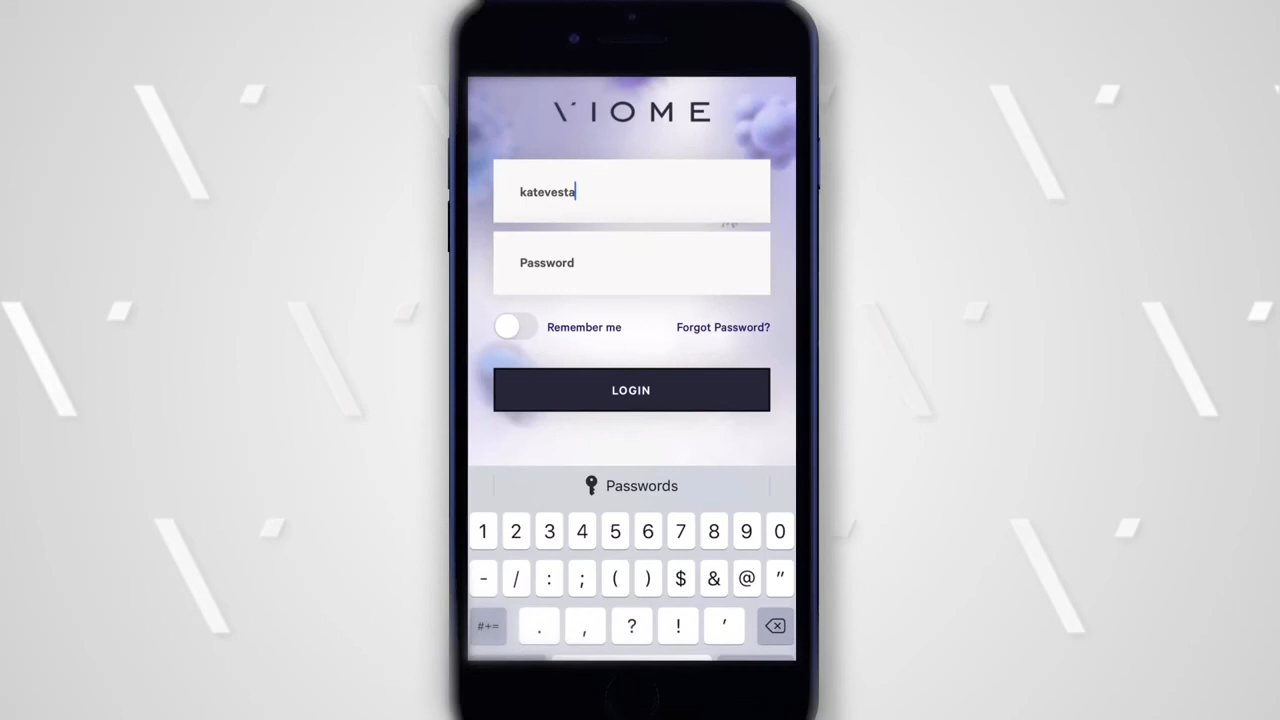 VIOME
katevesta
Password
Remember me Forgot Password?
LOGIN
Passwords
1 2 3 4 5 6 7 8 9 0
- / : ; ( ) $ & @ "
#+= . , ? ! '